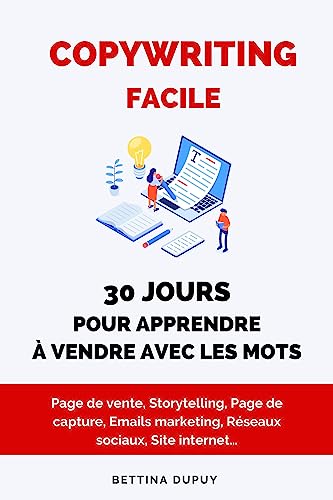 COPYWRITING
FACILE
T
30 JOURS
POUR APPRENDRE
À VENDRE AVEC LES MOTS
Page de vente, Storytelling, Page de
capture, Emails marketing, Réseaux
sociaux, Site internet...
BETTINA DUPUY